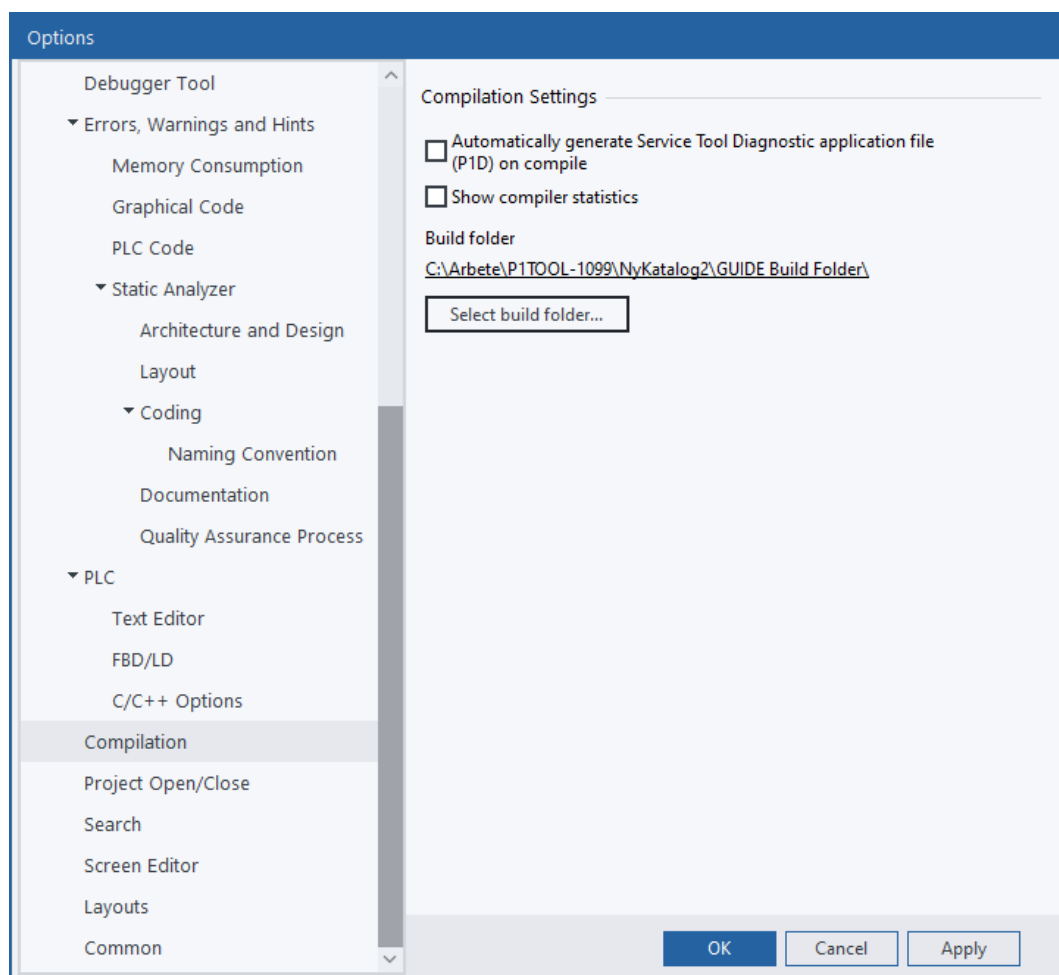 Options
Debugger Tool
Errors, Warnings and Hints
Memory Consumption
Graphical Code
PLC Code
Static Analyzer
Architecture and Design
Layout
Coding
Naming Convention
Documentation
Quality Assurance Process
PLC
Text Editor
FBD/LD
C/C++ Options
Compilation
Project Open/Close
Search
Screen Editor
Layouts
Common
Compilation Settings
Automatically generate Service Tool Diagnostic application file
(P1D) on compile
Show compiler statistics
Build folder
C:\Arbete\P1TOOL-1099\NyKatalog2\GUIDE Build Folder\
Select build folder...
OK
Cancel
Apply